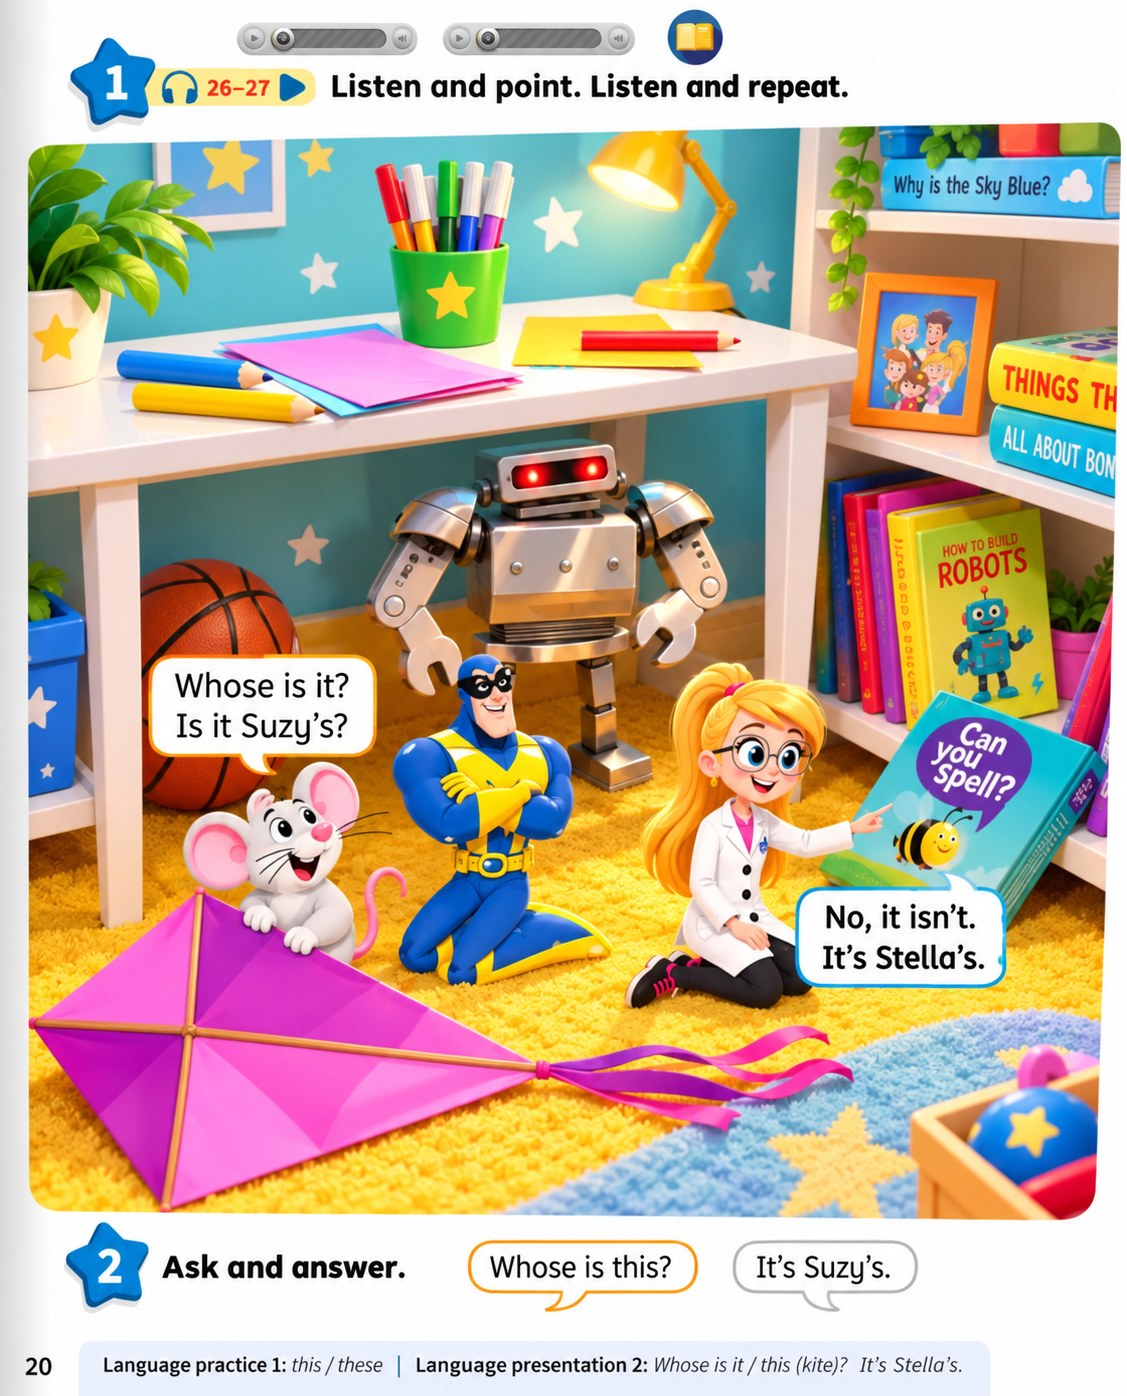 1
26–27
Listen and point. Listen and repeat.
Why is the Sky Blue?
THINGS TH
ALL ABOUT BON
HOW TO BUILD
ROBOTS
Whose is it?
Is it Suzy's?
Can
you
spell?
No, it isn't.
It's Stella's.
2
Ask and answer.
Whose is this?
It's Suzy's.
20
Language practice 1: this / these | Language presentation 2: Whose is it / this (kite)? It's Stella's.